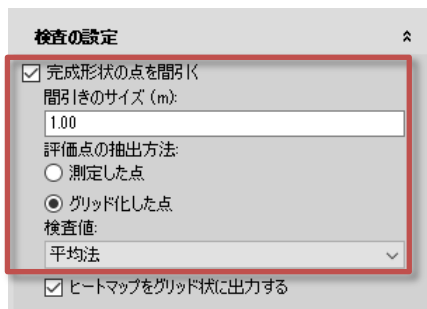 検査の設定
完成形状の点を間引く
間引きのサイズ (m):
1.00
評価点の抽出方法:
測定した点
グリッド化した点
検査値:
平均法
ヒートマップをグリッド状に出力する